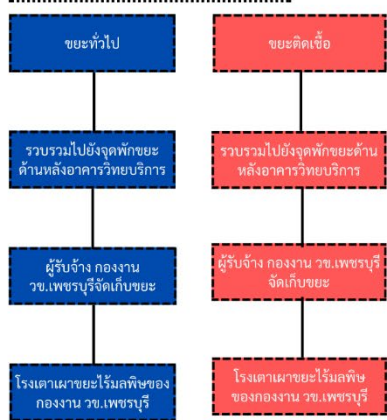 ขยะทั่วไป
รวบรวมไปยังจุดพักขยะ
ด้านหลังอาคารวิทยบริการ
ผู้รับจ้าง กองงาน
วข.เพชรบุรีจัดเก็บขยะ
โรงเตาเผาขยะไร้มลพิษของ
กองงาน วข.เพชรบุรี
ขยะติดเชื้อ
รวบรวมไปยังจุดพักขยะด้าน
หลังอาคารวิทยบริการ
ผู้รับจ้าง กองงาน วข.เพชรบุรี
จัดเก็บขยะ
โรงเตาเผาขยะไร้มลพิษ
ของกองงาน วข.เพชรบุรี